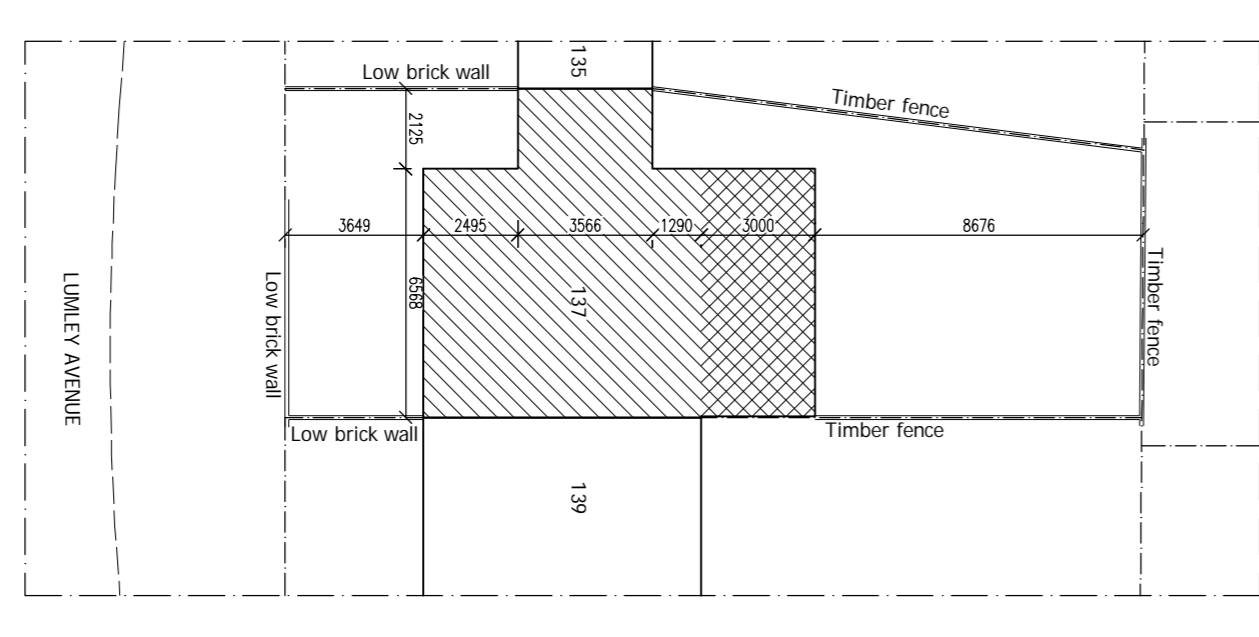 135
Low brick wall
Timber fence
2125
3649
2495
3566
1290
3000
8676
LUMLEY AVENUE
Low brick wall
6568
137
Timber fence
Low brick wall
Timber fence
139